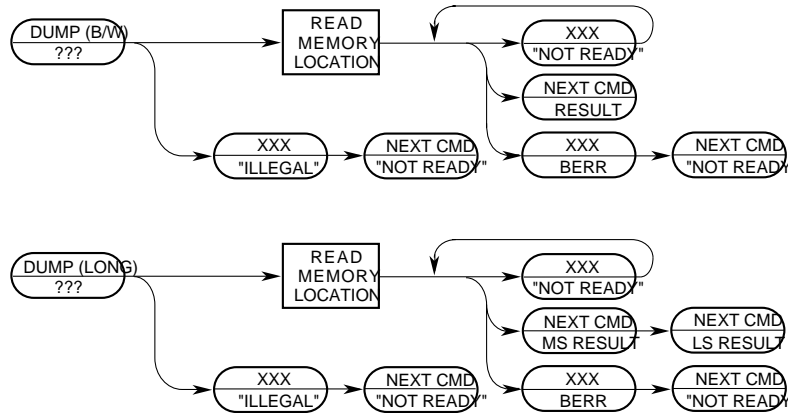 DUMP (B/W)
???
READ
MEMORY
LOCATION
XXX
"NOT READY"
NEXT CMD
RESULT
XXX
"ILLEGAL"
NEXT CMD
"NOT READY"
XXX
BERR
NEXT CMD
"NOT READY
DUMP (LONG)
???
READ
MEMORY
LOCATION
XXX
"NOT READY"
NEXT CMD
MS RESULT
NEXT CMD
LS RESULT
XXX
"ILLEGAL"
NEXT CMD
"NOT READY"
XXX
BERR
NEXT CMD
"NOT READY